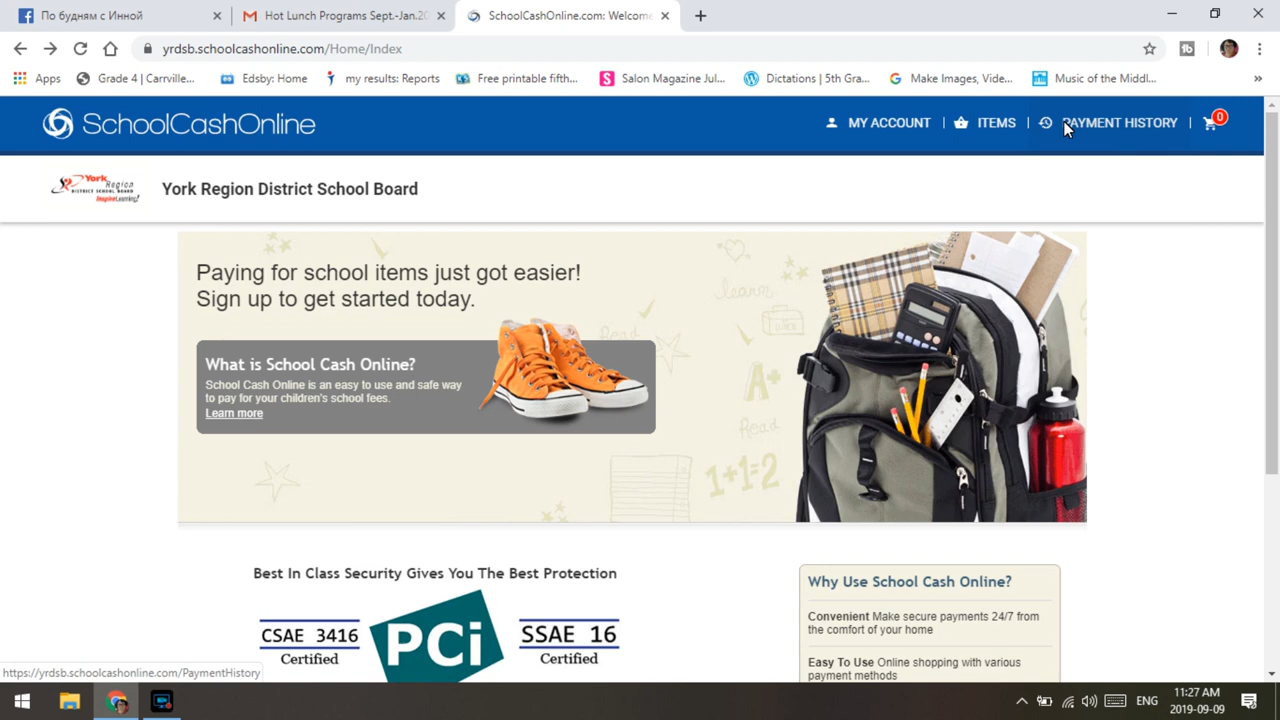 По будням с Инной
Hot Lunch Programs Sept.-Jan.20
SchoolCashOnline.com: Welcome
yrdsb.schoolcashonline.com/Home/Index
Apps
Grade 4 | Carrville...
Edsby: Home
my results: Reports
Free printable fifth...
Salon Magazine Jul...
Dictations | 5th Gra...
Make Images, Vide...
Music of the Middl...
SchoolCashOnline
MY ACCOUNT | ITEMS | PAYMENT HISTORY | 0
York Region
DISTRICT SCHOOL BOARD
InspireLearning!
York Region District School Board
Paying for school items just got easier!
Sign up to get started today.
What is School Cash Online?
School Cash Online is an easy to use and safe way
to pay for your children's school fees.
Learn more
learn
Read
A+
Read
1+1=2
Best In Class Security Gives You The Best Protection
CSAE 3416
Certified
PCi
SSAE 16
Certified
Why Use School Cash Online?
Convenient Make secure payments 24/7 from
the comfort of your home
Easy To Use Online shopping with various
payment methods
https://yrdsb.schoolcashonline.com/PaymentHistory
ENG
11:27 AM
2019-09-09